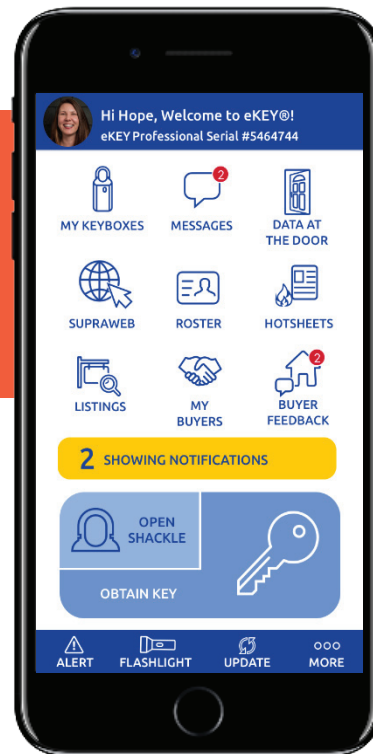 Hi Hope, Welcome to eKEY®!
eKEY Professional Serial #5464744
MY KEYBOXES
MESSAGES
2
DATA AT
THE DOOR
SUPRAWEB
ROSTER
HOTSHEETS
LISTINGS
MY
BUYERS
BUYER
FEEDBACK
2
2 SHOWING NOTIFICATIONS
OPEN
SHACKLE
OBTAIN KEY
ALERT
FLASHLIGHT
UPDATE
MORE